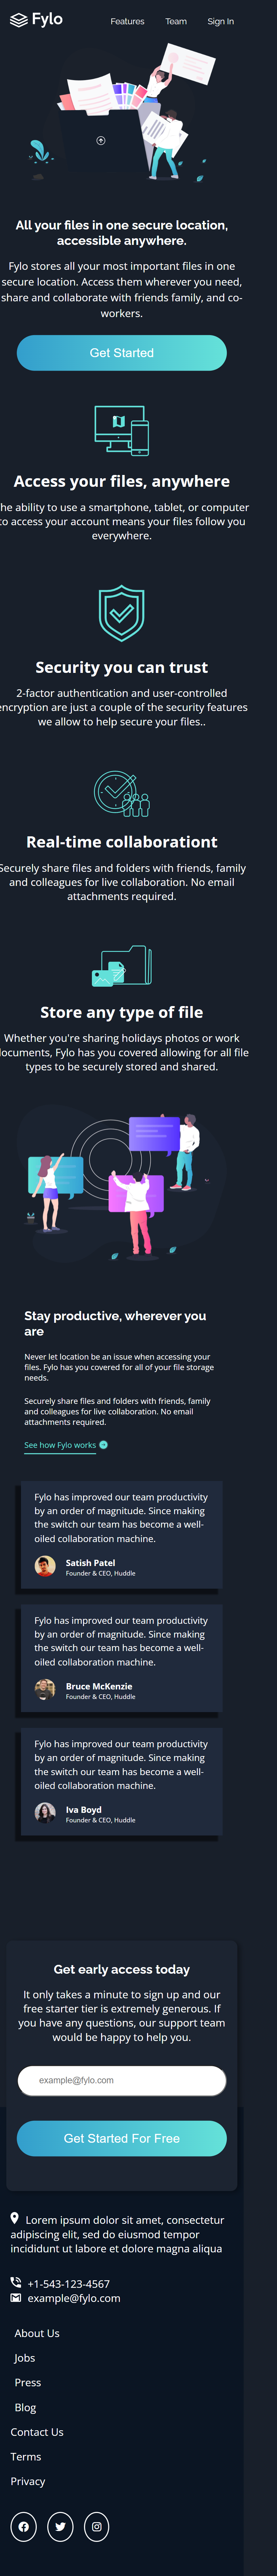 Fylo
Features Team Sign In
All your files in one secure location,
accessible anywhere.
Fylo stores all your most important files in one
secure location. Access them wherever you need,
share and collaborate with friends family, and co-
workers.
Get Started
Access your files, anywhere
he ability to use a smartphone, tablet, or computer
to access your account means your files follow you
everywhere.
Security you can trust
2-factor authentication and user-controlled
encryption are just a couple of the security features
we allow to help secure your files..
Real-time collaborationt
Securely share files and folders with friends, family
and colleagues for live collaboration. No email
attachments required.
Store any type of file
Whether you're sharing holidays photos or work
documents, Fylo has you covered allowing for all file
types to be securely stored and shared.
Stay productive, wherever you
are
Never let location be an issue when accessing your
files. Fylo has you covered for all of your file storage
needs.
Securely share files and folders with friends, family
and colleagues for live collaboration. No email
attachments required.
See how Fylo works
Fylo has improved our team productivity
by an order of magnitude. Since making
the switch our team has become a well-
oiled collaboration machine.
Satish Patel
Founder & CEO, Huddle
Fylo has improved our team productivity
by an order of magnitude. Since making
the switch our team has become a well-
oiled collaboration machine.
Bruce McKenzie
Founder & CEO, Huddle
Fylo has improved our team productivity
by an order of magnitude. Since making
the switch our team has become a well-
oiled collaboration machine.
Iva Boyd
Founder & CEO, Huddle
Get early access today
It only takes a minute to sign up and our
free starter tier is extremely generous. If
you have any questions, our support team
would be happy to help you.
example@fylo.com
Get Started For Free
Lorem ipsum dolor sit amet, consectetur
adipiscing elit, sed do eiusmod tempor
incididunt ut labore et dolore magna aliqua
+1-543-123-4567
example@fylo.com
About Us
Jobs
Press
Blog
Contact Us
Terms
Privacy